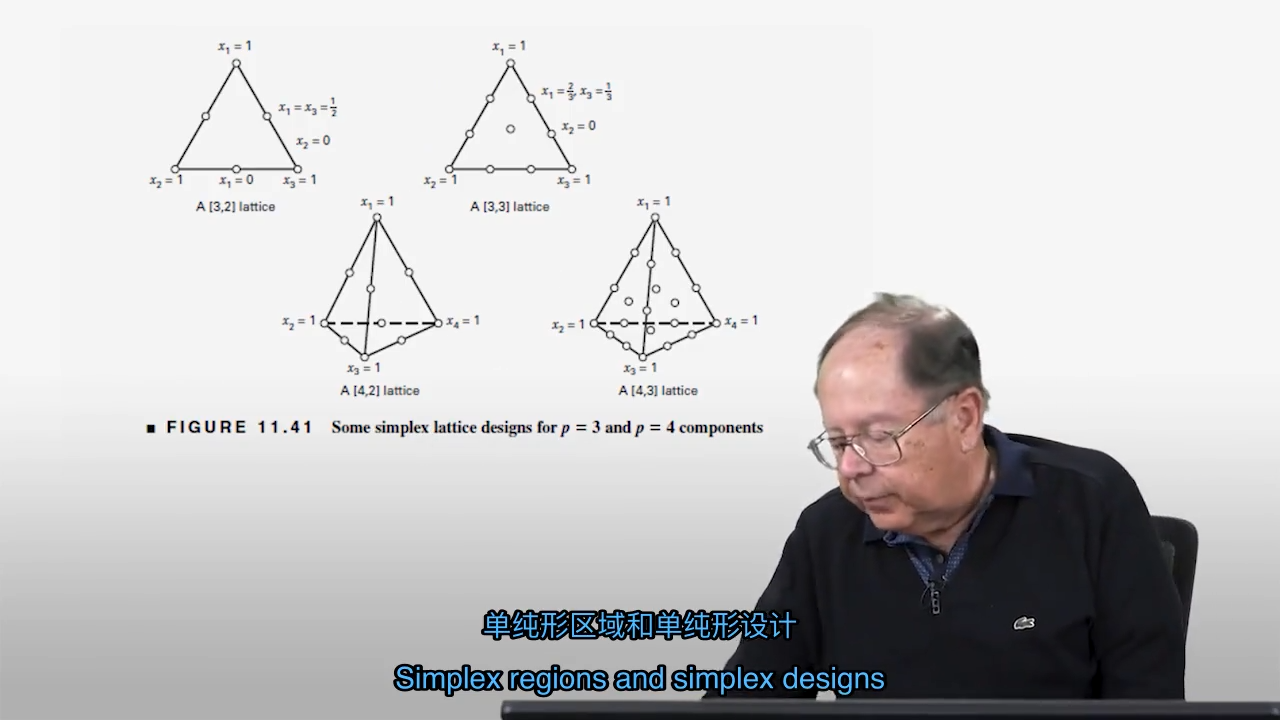 x₁ = 1
x₁ = x₃ = 1/2
x₂ = 0
x₂ = 1 x₁ = 0 x₃ = 1
A [3,2] lattice
x₁ = 1
x₁ = 2/3, x₃ = 1/3
x₂ = 0
x₂ = 1 x₃ = 1
A [3,3] lattice
x₁ = 1
x₂ = 1 x₄ = 1
x₃ = 1
A [4,2] lattice
x₁ = 1
x₂ = 1 x₄ = 1
x₃ = 1
A [4,3] lattice
■ FIGURE 11.41 Some simplex lattice designs for p = 3 and p = 4 components
单纯形区域和单纯形设计
Simplex regions and simplex designs